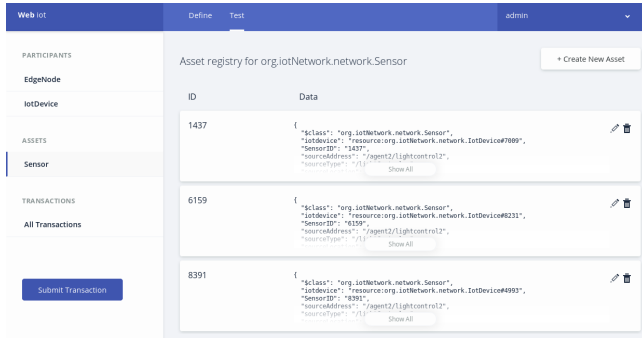 Web iot
Define Test
admin
PARTICIPANTS
EdgeNode
IotDevice
ASSETS
Sensor
TRANSACTIONS
All Transactions
Submit Transaction
Asset registry for org.iotNetwork.network.Sensor
+ Create New Asset
ID Data
1437
{
"$class": "org.iotNetwork.network.Sensor",
"iotdevice": "resource:org.iotNetwork.network.IotDevice#7009",
"SensorID": "1437",
"sourceAddress": "/agent2/lightcontrol2",
"sourceType": "/li
Show All
6159
{
"$class": "org.iotNetwork.network.Sensor",
"iotdevice": "resource:org.iotNetwork.network.IotDevice#8231",
"SensorID": "6159",
"sourceAddress": "/agent2/lightcontrol2",
"sourceType": "/li
Show All
8391
{
"$class": "org.iotNetwork.network.Sensor",
"iotdevice": "resource:org.iotNetwork.network.IotDevice#4993",
"SensorID": "8391",
"sourceAddress": "/agent2/lightcontrol2",
"sourceType": "/li
Show All